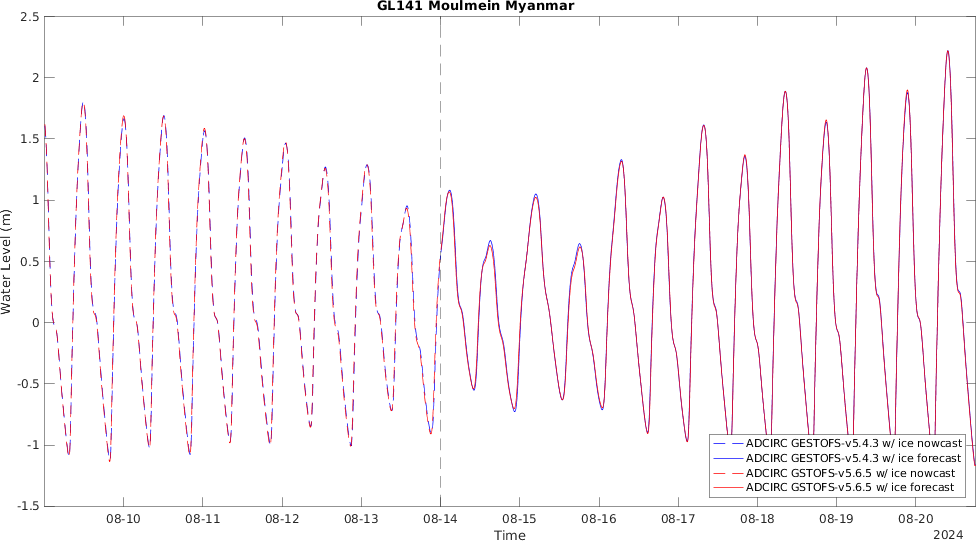 GL141 Moulmein Myanmar
2.5
2
1.5
1
0.5
0
-0.5
-1
-1.5
Water Level (m)
ADCIRC GESTOFS-v5.4.3 w/ ice nowcast
ADCIRC GESTOFS-v5.4.3 w/ ice forecast
ADCIRC GSTOFS-v5.6.5 w/ ice nowcast
ADCIRC GSTOFS-v5.6.5 w/ ice forecast
08-10 08-11 08-12 08-13 08-14 08-15 08-16 08-17 08-18 08-19 08-20
Time
2024